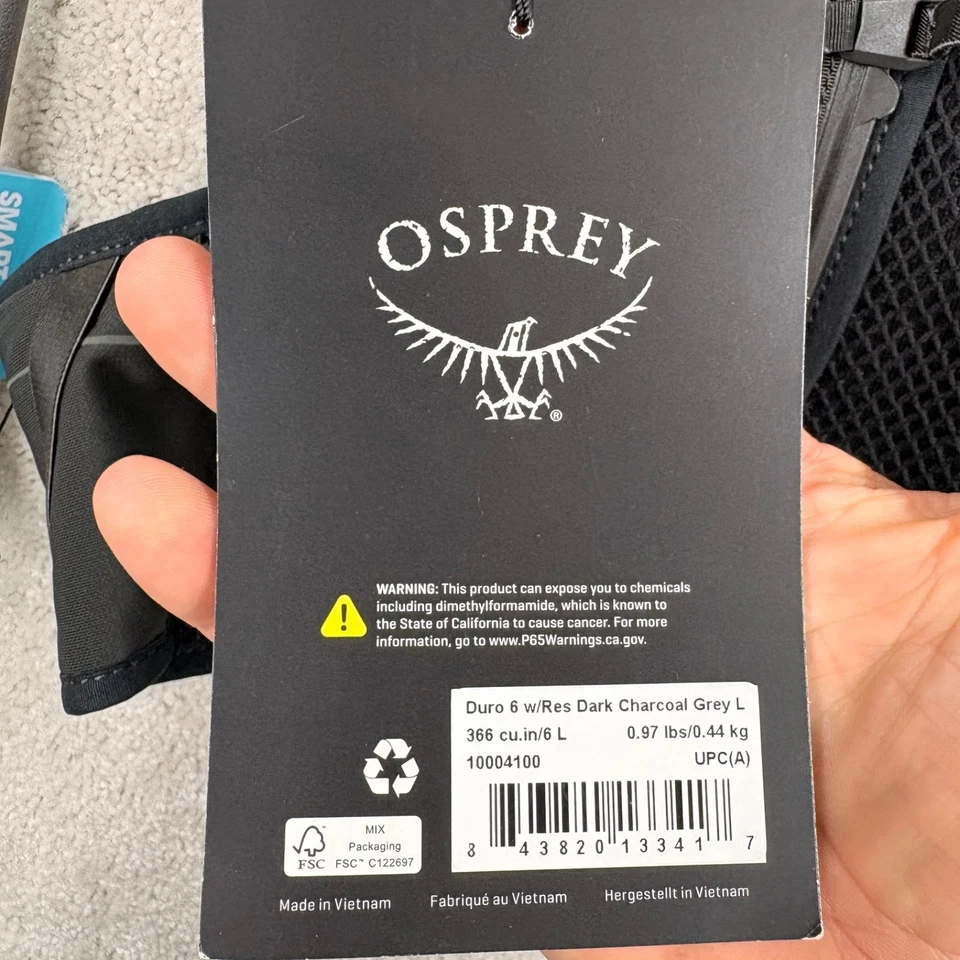 SMART
OSPREY
®
WARNING: This product can expose you to chemicals
including dimethylformamide, which is known to
the State of California to cause cancer. For more
information, go to www.P65Warnings.ca.gov.
Duro 6 w/Res Dark Charcoal Grey L
366 cu.in/6 L 0.97 lbs/0.44 kg
10004100 UPC(A)
8 43820 13341 7
MIX
Packaging
FSC™ C122697
FSC
Made in Vietnam Fabriqué au Vietnam Hergestellt in Vietnam